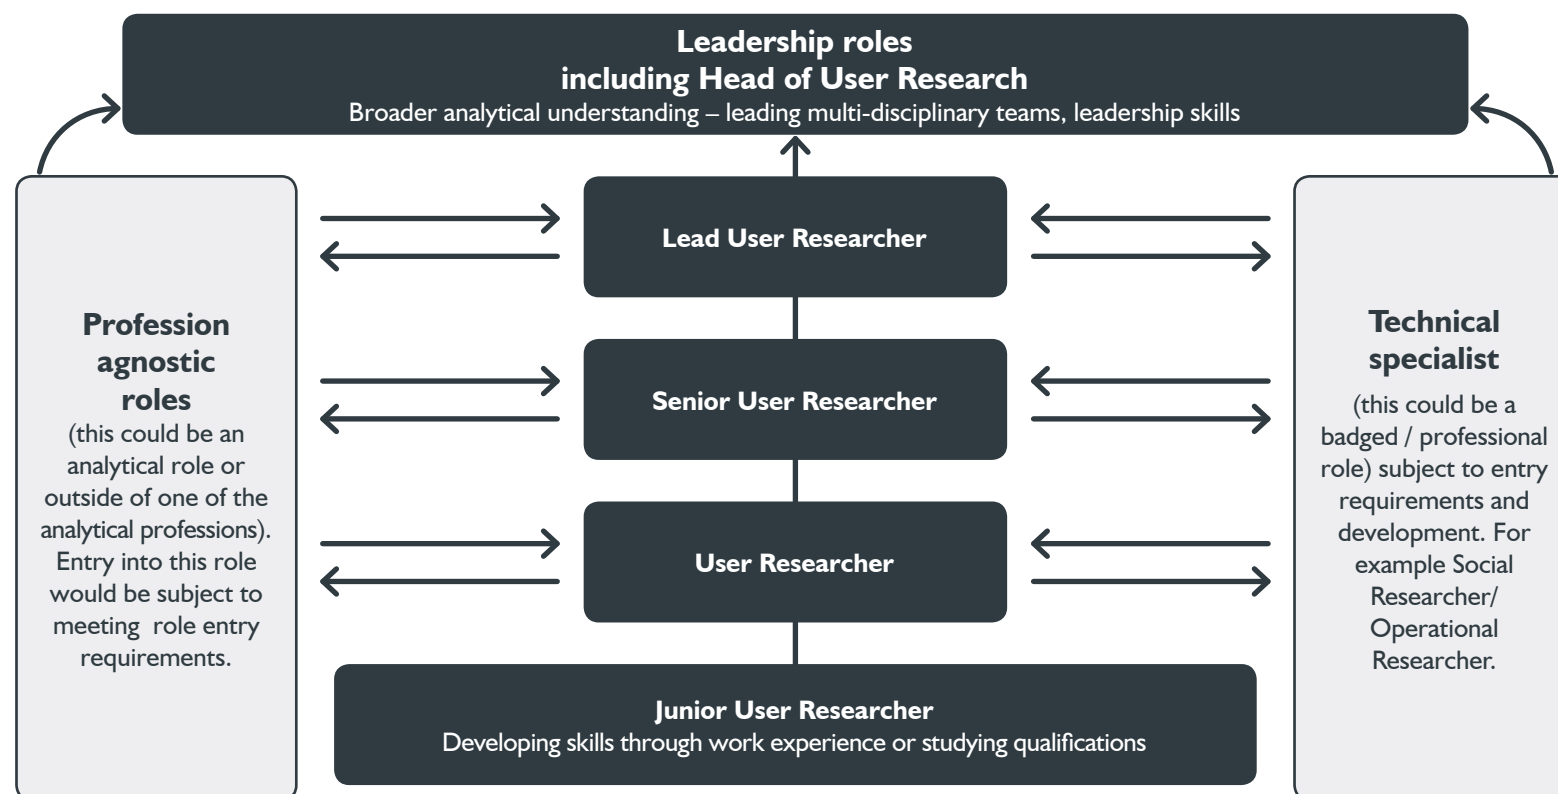 Leadership roles
including Head of User Research
Broader analytical understanding – leading multi-disciplinary teams, leadership skills
Lead User Researcher
Profession
agnostic
roles
(this could be an
analytical role or
outside of one of the
analytical professions).
Entry into this role
would be subject to
meeting  role entry
requirements.
Senior User Researcher
Technical
specialist
(this could be a
badged / professional
role) subject to entry
requirements and
development. For
example Social
Researcher/
Operational
Researcher.
User Researcher
Junior User Researcher
Developing skills through work experience or studying qualifications